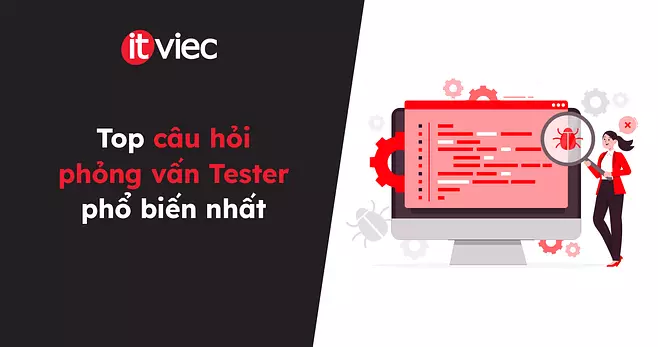 itviec
Top câu hỏi
phỏng vấn Tester
phổ biến nhất